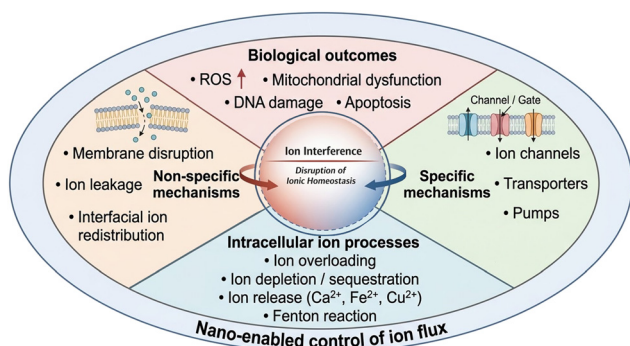 Biological outcomes
• ROS ↑ • Mitochondrial dysfunction
• DNA damage • Apoptosis
• Membrane disruption
• Ion leakage
• Interfacial ion
redistribution
Non-specific
mechanisms
Ion Interference
Disruption of
Ionic Homeostasis
Specific
mechanisms
Channel / Gate
• Ion channels
• Transporters
• Pumps
Intracellular ion processes
• Ion overloading
• Ion depletion / sequestration
• Ion release (Ca²⁺, Fe²⁺, Cu²⁺)
• Fenton reaction
Nano-enabled control of ion flux